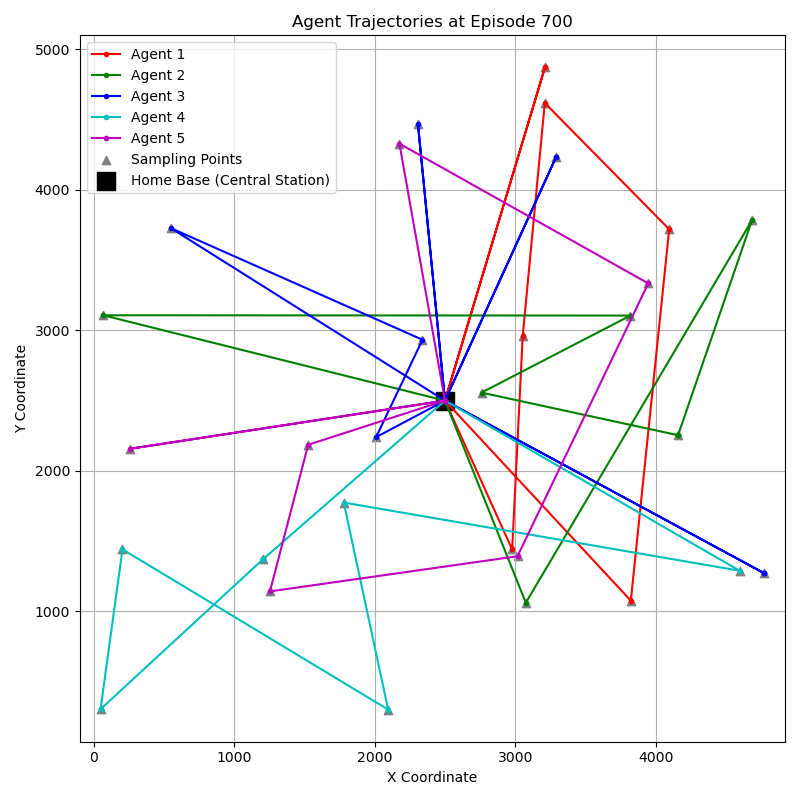 Agent Trajectories at Episode 700
Agent 1
Agent 2
Agent 3
Agent 4
Agent 5
Sampling Points
Home Base (Central Station)
5000
4000
3000
2000
1000
Y Coordinate
0 1000 2000 3000 4000
X Coordinate